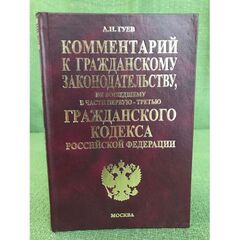 А.Н. ГУЕВ
КОММЕНТАРИЙ
К ГРАЖДАНСКОМУ
ЗАКОНОДАТЕЛЬСТВУ,
НЕ ВОШЕДШЕМУ
В ЧАСТИ ПЕРВУЮ - ТРЕТЬЮ
ГРАЖДАНСКОГО
КОДЕКСА
РОССИЙСКОЙ ФЕДЕРАЦИИ
МОСКВА